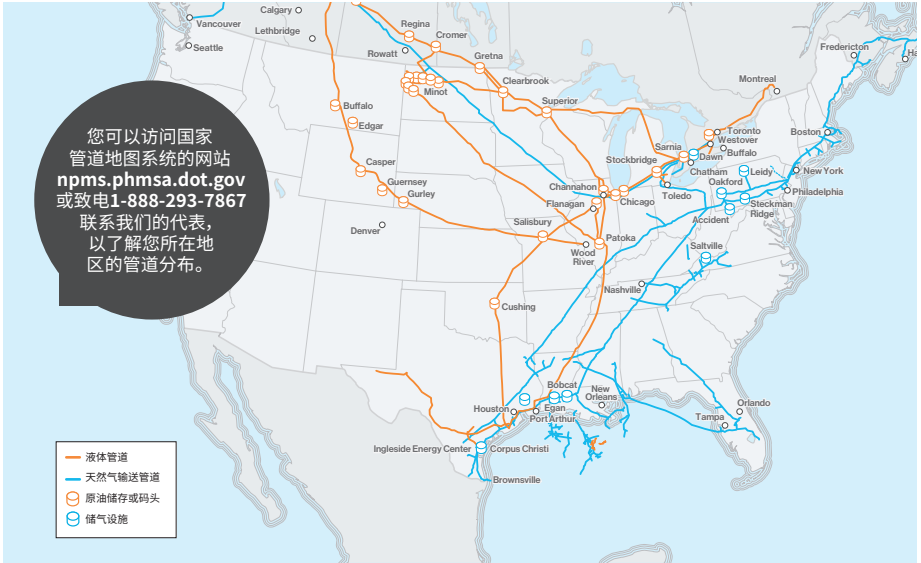 Calgary
Vancouver
Lethbridge
Seattle
Regina
Cromer
Rowatt
Gretna
Clearbrook
Minot
Superior
Montreal
Fredericton
Ha
Buffalo
Edgar
Casper
Guernsey
Gurley
Denver
Toronto
Westover
Buffalo
Boston
Sarnia
Dawn
Stockbridge
Chatham
Leidy
New York
Oakford
Philadelphia
Channahon
Flanagan
Chicago
Toledo
Steckman
Ridge
Accident
Salisbury
Patoka
Wood
River
Saltville
Nashville
Cushing
Bobcat
New
Orleans
Houston
Egan
Port Arthur
Orlando
Tampa
Ingleside Energy Center
Corpus Christi
Brownsville
您可以访问国家
管道地图系统的网站
npms.phmsa.dot.gov
或致电1-888-293-7867
联系我们的代表，
以了解您所在地
区的管道分布。
液体管道
天然气输送管道
原油储存或码头
储气设施